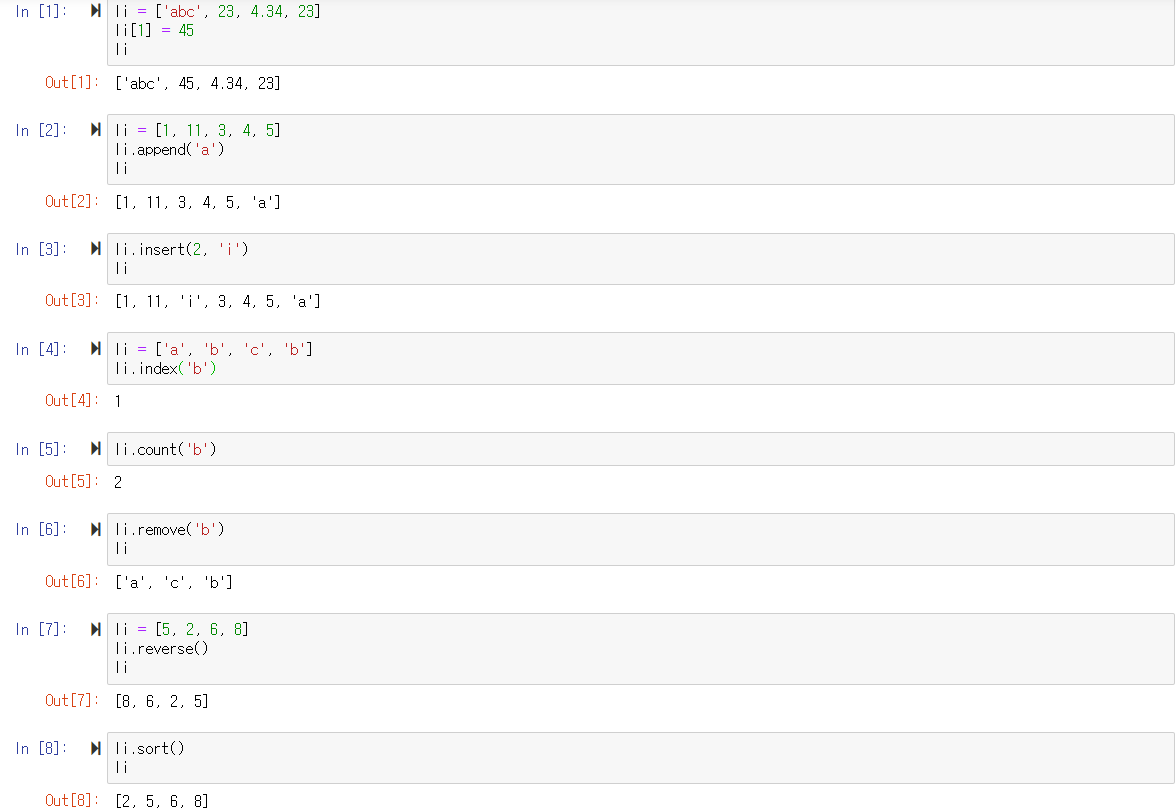 In [1]: li = ['abc', 23, 4.34, 23]
li[1] = 45
li
Out[1]: ['abc', 45, 4.34, 23]
In [2]: li = [1, 11, 3, 4, 5]
li.append('a')
li
Out[2]: [1, 11, 3, 4, 5, 'a']
In [3]: li.insert(2, 'i')
li
Out[3]: [1, 11, 'i', 3, 4, 5, 'a']
In [4]: li = ['a', 'b', 'c', 'b']
li.index('b')
Out[4]: 1
In [5]: li.count('b')
Out[5]: 2
In [6]: li.remove('b')
li
Out[6]: ['a', 'c', 'b']
In [7]: li = [5, 2, 6, 8]
li.reverse()
li
Out[7]: [8, 6, 2, 5]
In [8]: li.sort()
li
Out[8]: [2, 5, 6, 8]